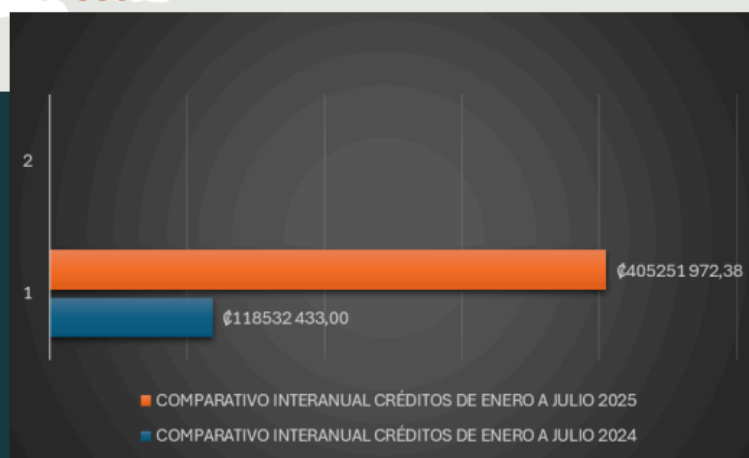 2
₡405251 972,38
1
₡118532 433,00
COMPARATIVO INTERANUAL CRÉDITOS DE ENERO A JULIO 2025
COMPARATIVO INTERANUAL CRÉDITOS DE ENERO A JULIO 2024